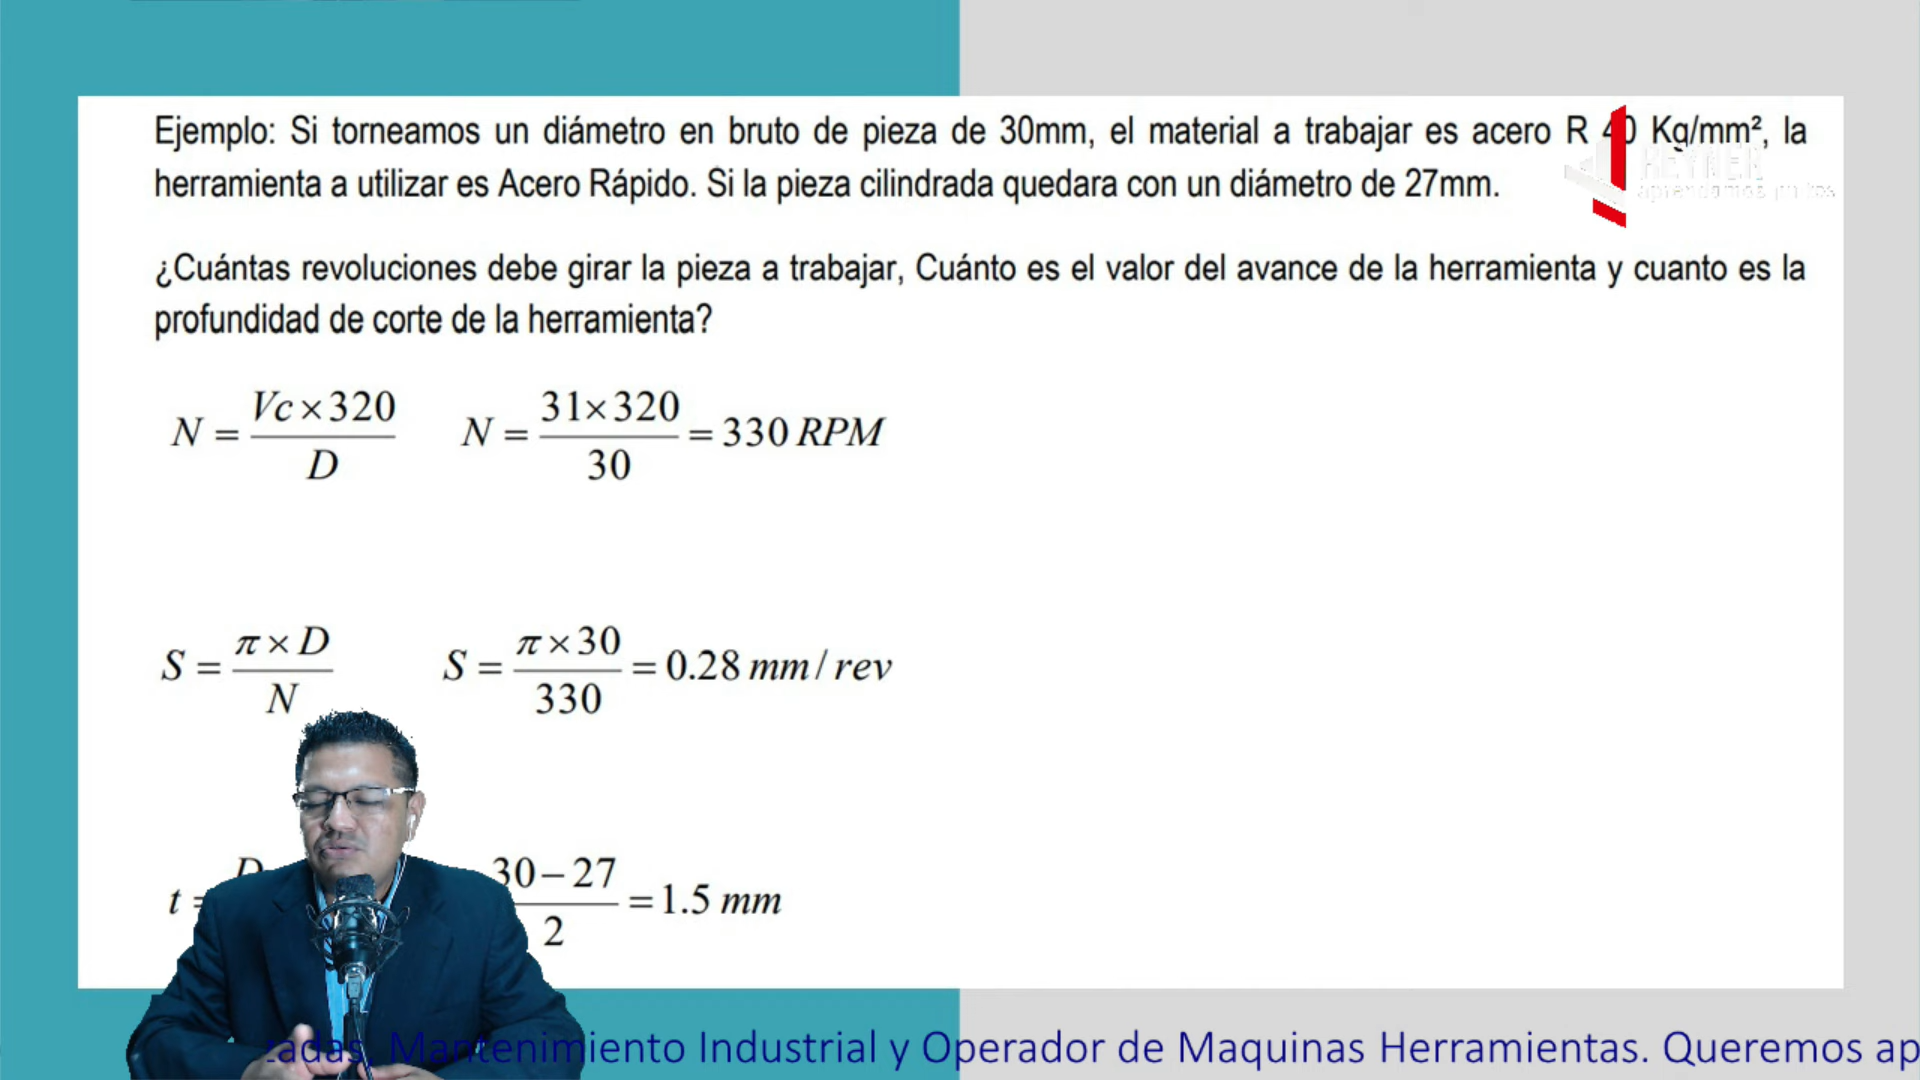 Ejemplo: Si torneamos un diámetro en bruto de pieza de 30mm, el material a trabajar es acero R 40 Kg/mm², la
herramienta a utilizar es Acero Rápido. Si la pieza cilindrada quedara con un diámetro de 27mm.
REYNER
aprendamos juntos
¿Cuántas revoluciones debe girar la pieza a trabajar, Cuánto es el valor del avance de la herramienta y cuanto es la
profundidad de corte de la herramienta?
N = Vc × 320 / D    N = 31 × 320 / 30 = 330 RPM
S = π × D / N    S = π × 30 / 330 = 0.28 mm / rev
t = D    30 − 27 / 2 = 1.5 mm
Mantenimiento Industrial y Operador de Maquinas Herramientas. Queremos ap